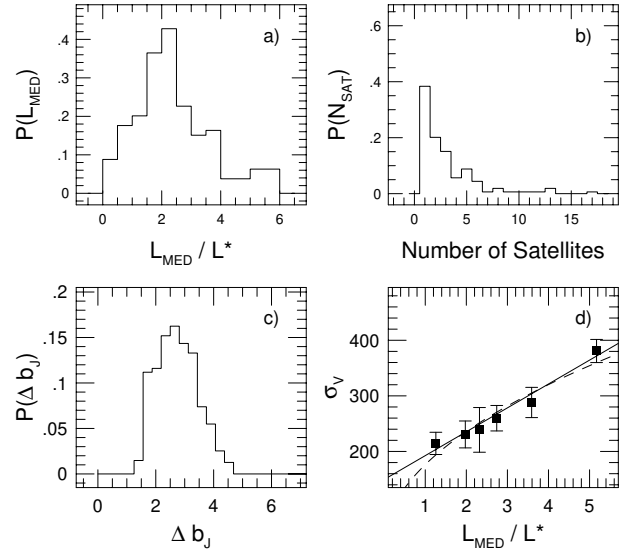 a)
P(L_MED)
.4
.3
.2
.1
0
0 2 4 6
L_MED / L*
b)
P(N_SAT)
.6
.4
.2
0
0 5 10 15
Number of Satellites
c)
P(Δ b_J)
.2
.15
.1
.05
0
0 2 4 6
Δ b_J
d)
σ_V
400
300
200
1 2 3 4 5
L_MED / L*